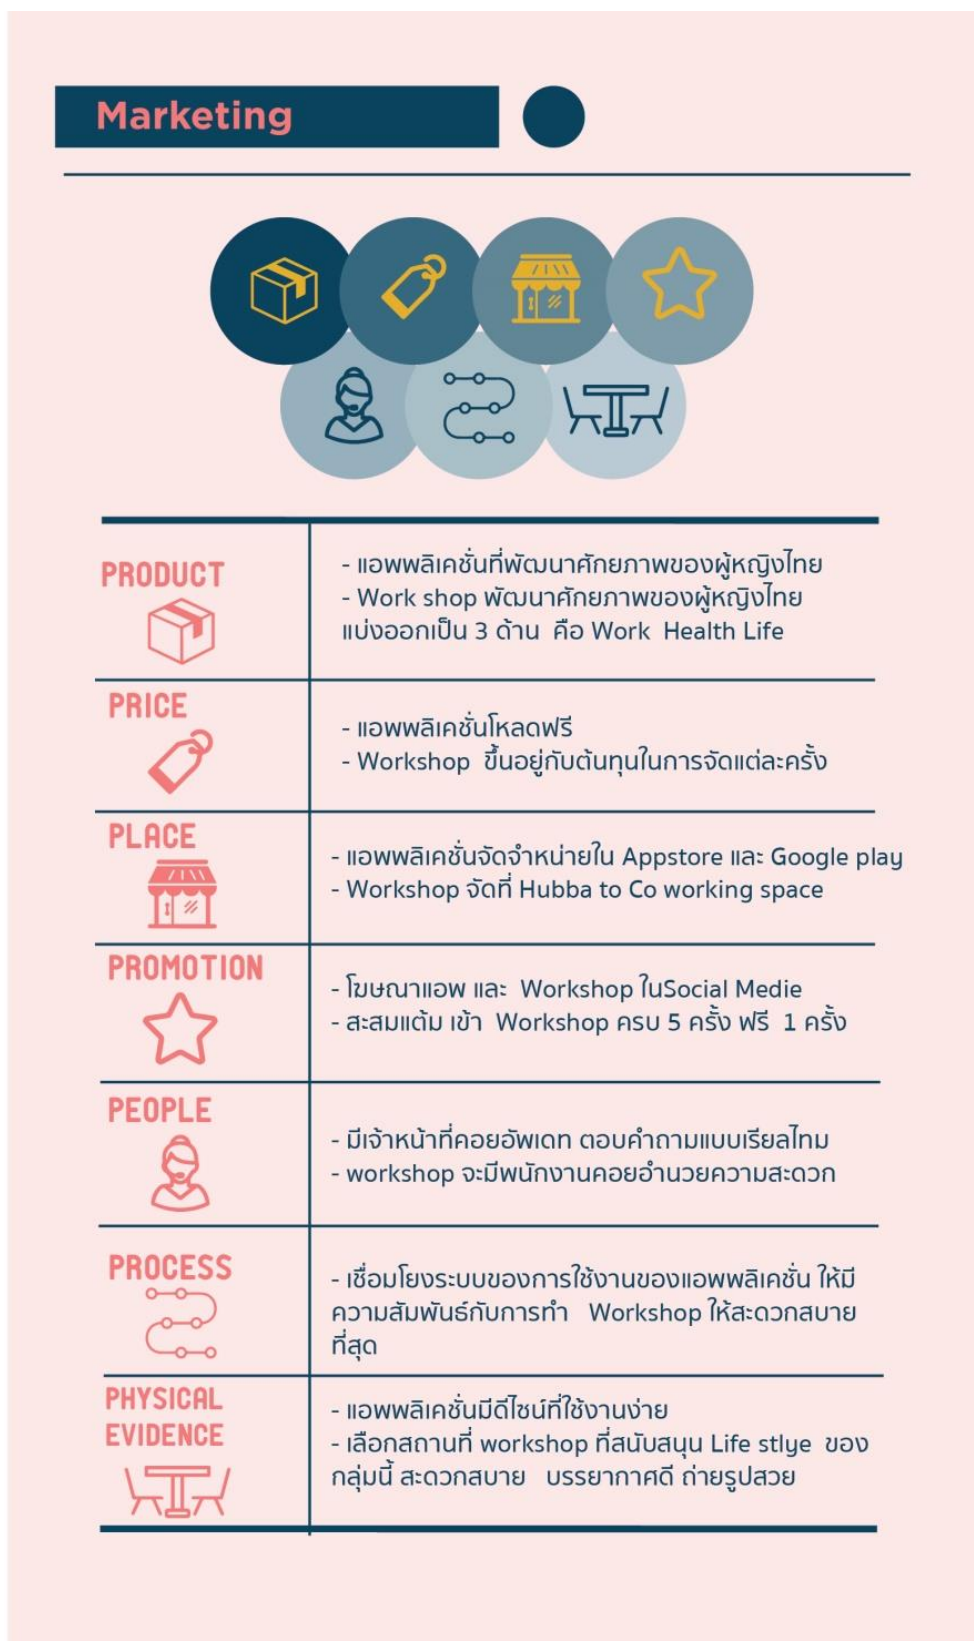 Marketing
PRODUCT
- แอพพลิเคชั่นที่พัฒนาศักยภาพของผู้หญิงไทย
- Work shop พัฒนาศักยภาพของผู้หญิงไทย
แบ่งออกเป็น 3 ด้าน คือ Work Health Life
PRICE
- แอพพลิเคชั่นโหลดฟรี
- Workshop ขึ้นอยู่กับต้นทุนในการจัดแต่ละครั้ง
PLACE
- แอพพลิเคชั่นจัดจำหน่ายใน Appstore และ Google play
- Workshop จัดที่ Hubba to Co working space
PROMOTION
- โฆษณาแอพ และ Workshop ในSocial Medie
- สะสมแต้ม เข้า Workshop ครบ 5 ครั้ง ฟรี 1 ครั้ง
PEOPLE
- มีเจ้าหน้าที่คอยอัพเดท ตอบคำถามแบบเรียลไทม
- workshop จะมีพนักงานคอยอำนวยความสะดวก
PROCESS
- เชื่อมโยงระบบของการใช้งานของแอพพลิเคชั่น ให้มี
ความสัมพันธ์กับการทำ Workshop ให้สะดวกสบาย
ที่สุด
PHYSICAL
EVIDENCE
- แอพพลิเคชั่นมีดีไซน์ที่ใช้งานง่าย
- เลือกสถานที่ workshop ที่สนับสนุน Life stlye ของ
กลุ่มนี้ สะดวกสบาย บรรยากาศดี ถ่ายรูปสวย